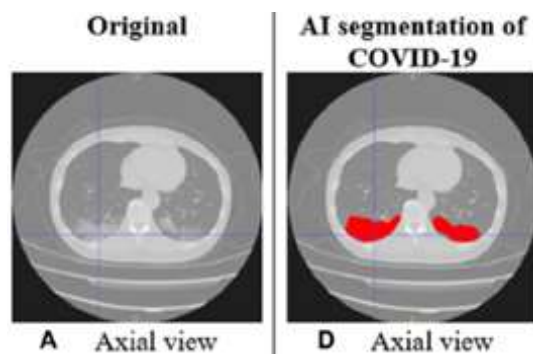 Original
AI segmentation of
COVID-19
A Axial view
D Axial view